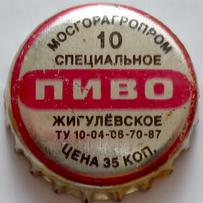 МОСГОРАГРОПРОМ
10
СПЕЦИАЛЬНОЕ
ПИВО
ЖИГУЛЁВСКОЕ
ТУ 10-04-06-70-87
ЦЕНА 35 КОП.